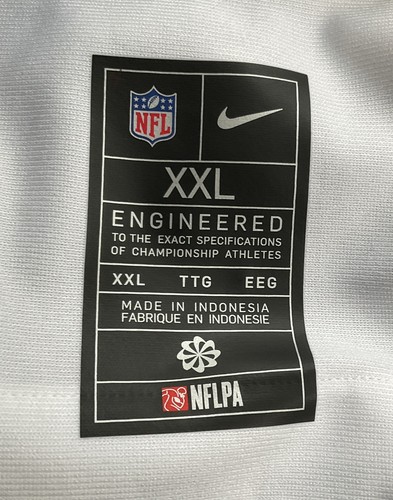 NFL
XXL
ENGINEERED
TO THE EXACT SPECIFICATIONS
OF CHAMPIONSHIP ATHLETES
XXL TTG EEG
MADE IN INDONESIA
FABRIQUE EN INDONESIE
NFLPA